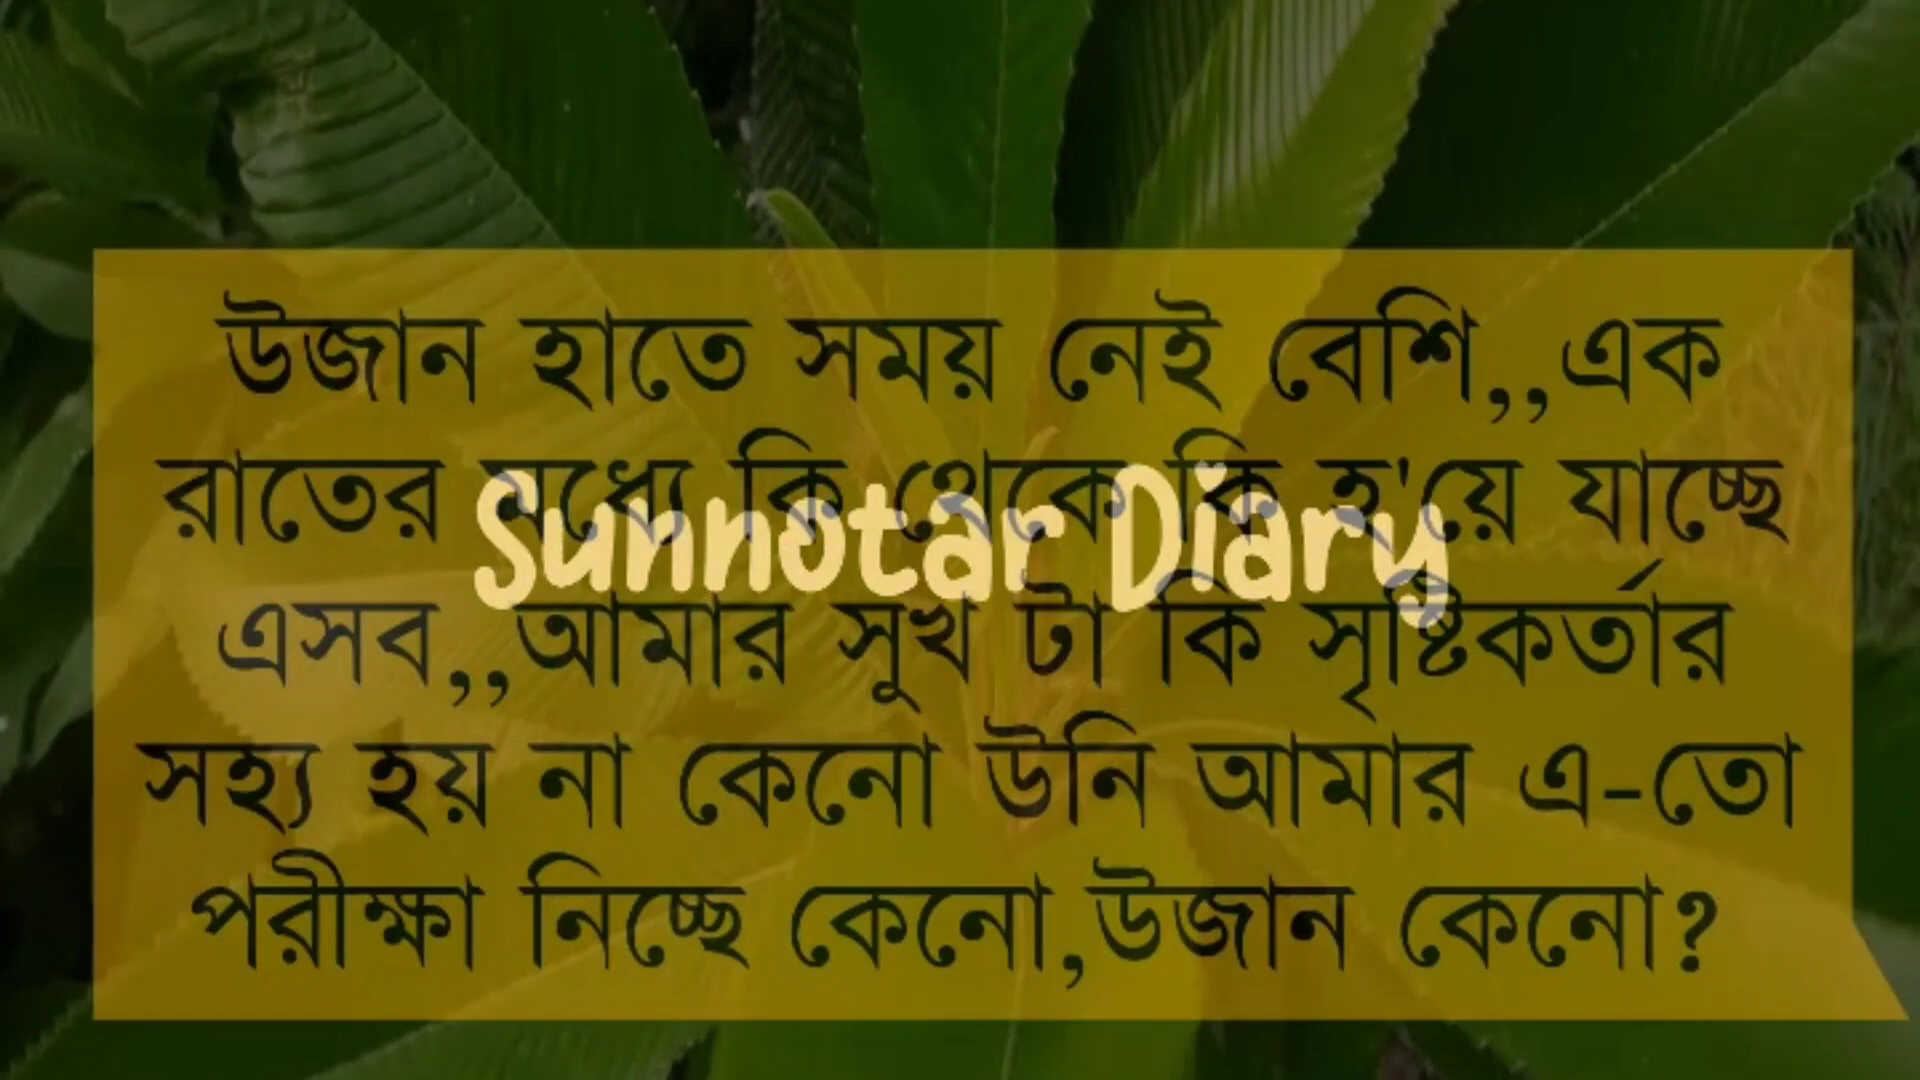 উজান হাতে সময় নেই বেশি,,এক
রাতের মধ্যে কি থেকে কি হ'য়ে যাচ্ছে
Sunnotar Diary
এসব,,আমার সুখ টা কি সৃষ্টিকর্তার
সহ্য হয় না কেনো উনি আমার এ-তো
পরীক্ষা নিচ্ছে কেনো,উজান কেনো?